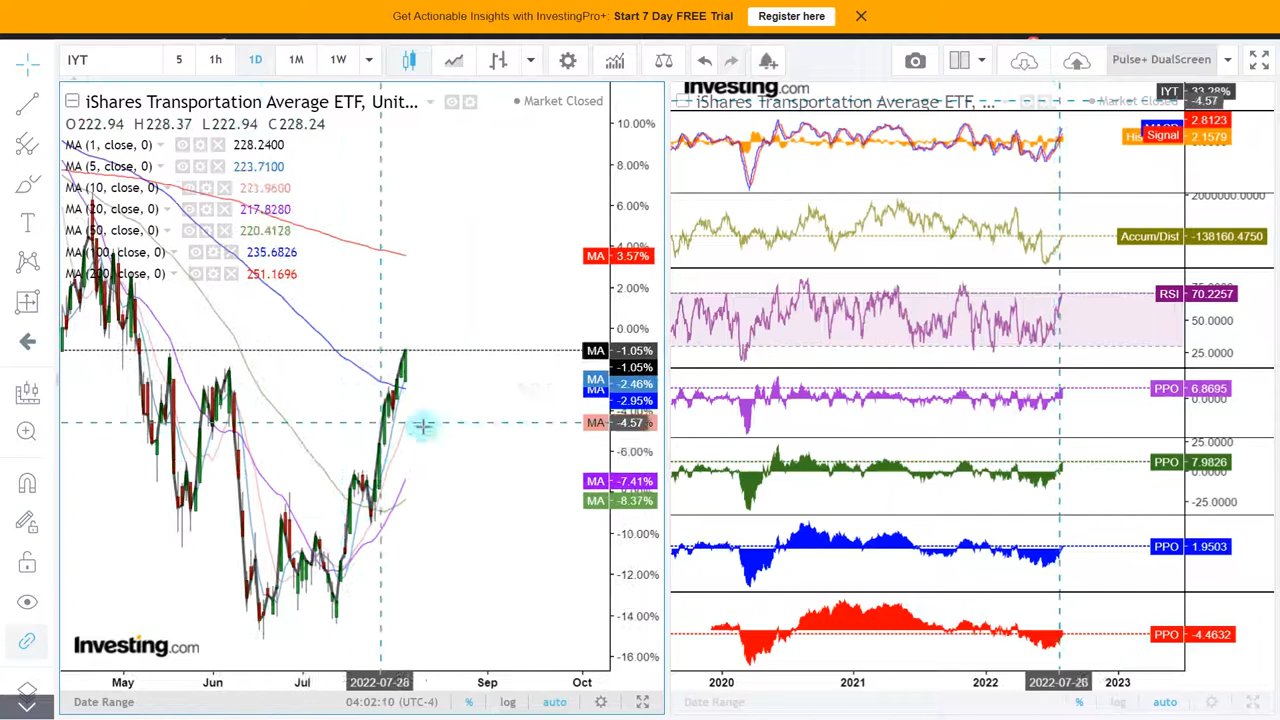 Get Actionable Insights with InvestingPro+: Start 7 Day FREE Trial Register here
IYT 5 1h 1D 1M 1W Pulse+ DualScreen
iShares Transportation Average ETF, Unit... Market Closed
O222.94 H228.37 L222.94 C228.24
MA (1, close, 0) 228.2400
MA (5, close, 0) 223.7100
MA (10, close, 0)
MA (20, close, 0) 217.8280
MA (50, close, 0) 220.4128
MA (100, close, 0) 235.6826
MA (200, close, 0) 251.1696
10.00%
8.00%
6.00%
4.00%
MA 3.57%
2.00%
0.00%
MA -1.05%
-1.05%
MA -2.46%
MA -2.95%
MA -4.57
-6.00%
MA -7.41%
MA -8.37%
-10.00%
-12.00%
-14.00%
-16.00%
Investing.com
May Jun Jul 2022-07-28 Sep Oct
Date Range 04:02:10 (UTC-4) % log auto
Investing.com
iShares Transportation Average ETF, ... Market Closed
IYT 33.28%
-4.57
2.8123
Signal 2.1579
2000000.0000
Accum/Dist -138160.4750
RSI 70.2257
50.0000
25.0000
PPO 6.8695
0.0000
25.0000
PPO 7.9826
0.0000
-25.0000
PPO 1.9503
PPO -4.4632
2020 2021 2022 2022-07-26 2023
% log auto